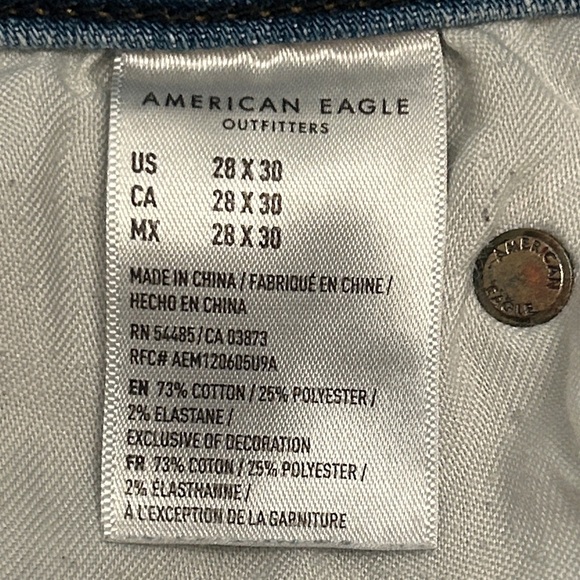 AMERICAN EAGLE
OUTFITTERS
US 28 X 30
CA 28 X 30
MX 28 X 30
MADE IN CHINA / FABRIQUÉ EN CHINE /
HECHO EN CHINA
RN 54485 / CA 03873
RFC# AEM120605U9A
EN 73% COTTON / 25% POLYESTER /
2% ELASTANE /
EXCLUSIVE OF DECORATION
FR 73% COTON / 25% POLYESTER /
2% ÉLASTHANNE /
À L'EXCEPTION DE LA GARNITURE
AMERICAN
EAGLE